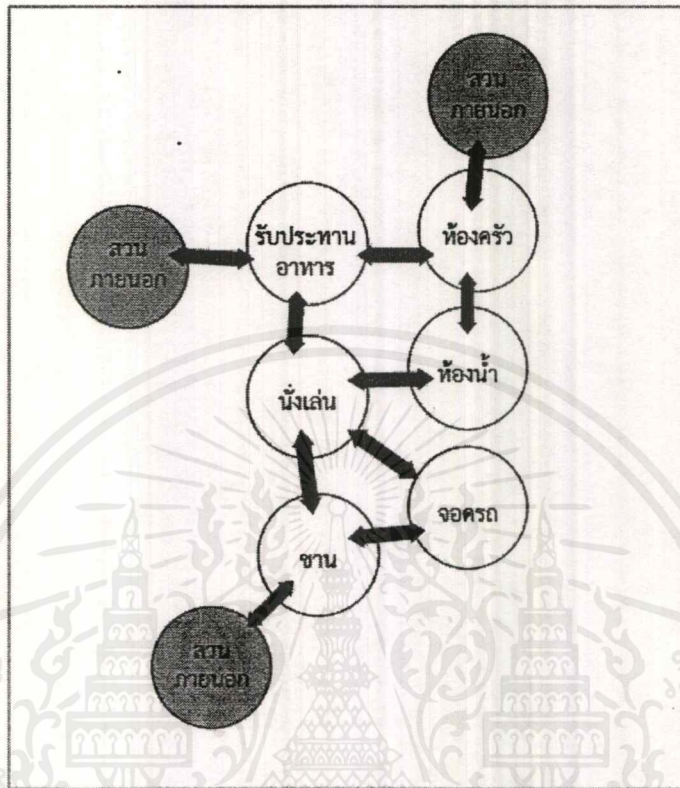 สวน
ภายนอก
สวน
ภายนอก
รับประทาน
อาหาร
ห้องครัว
นั่งเล่น
ห้องน้ำ
จอดรถ
ชาน
สวน
ภายนอก